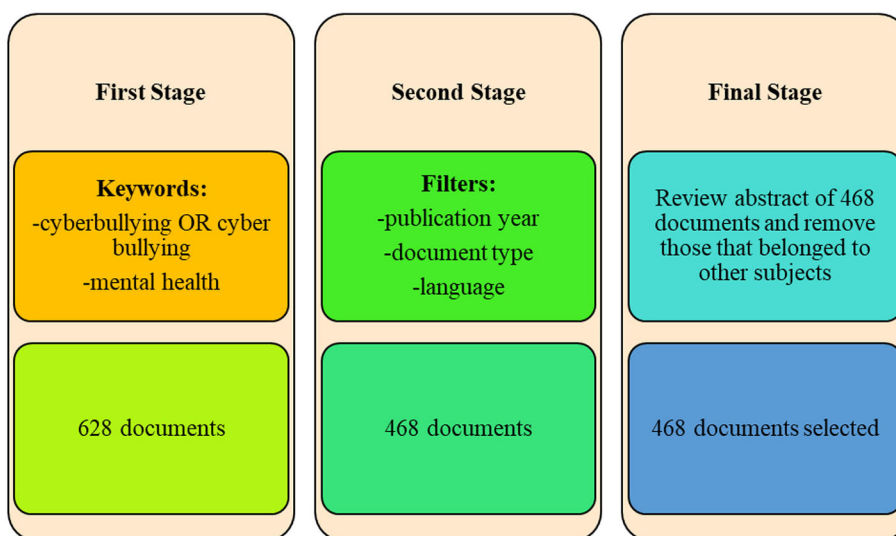 First Stage
Keywords:
-cyberbullying OR cyber
bullying
-mental health
628 documents
Second Stage
Filters:
-publication year
-document type
-language
468 documents
Final Stage
Review abstract of 468
documents and remove
those that belonged to
other subjects
468 documents selected